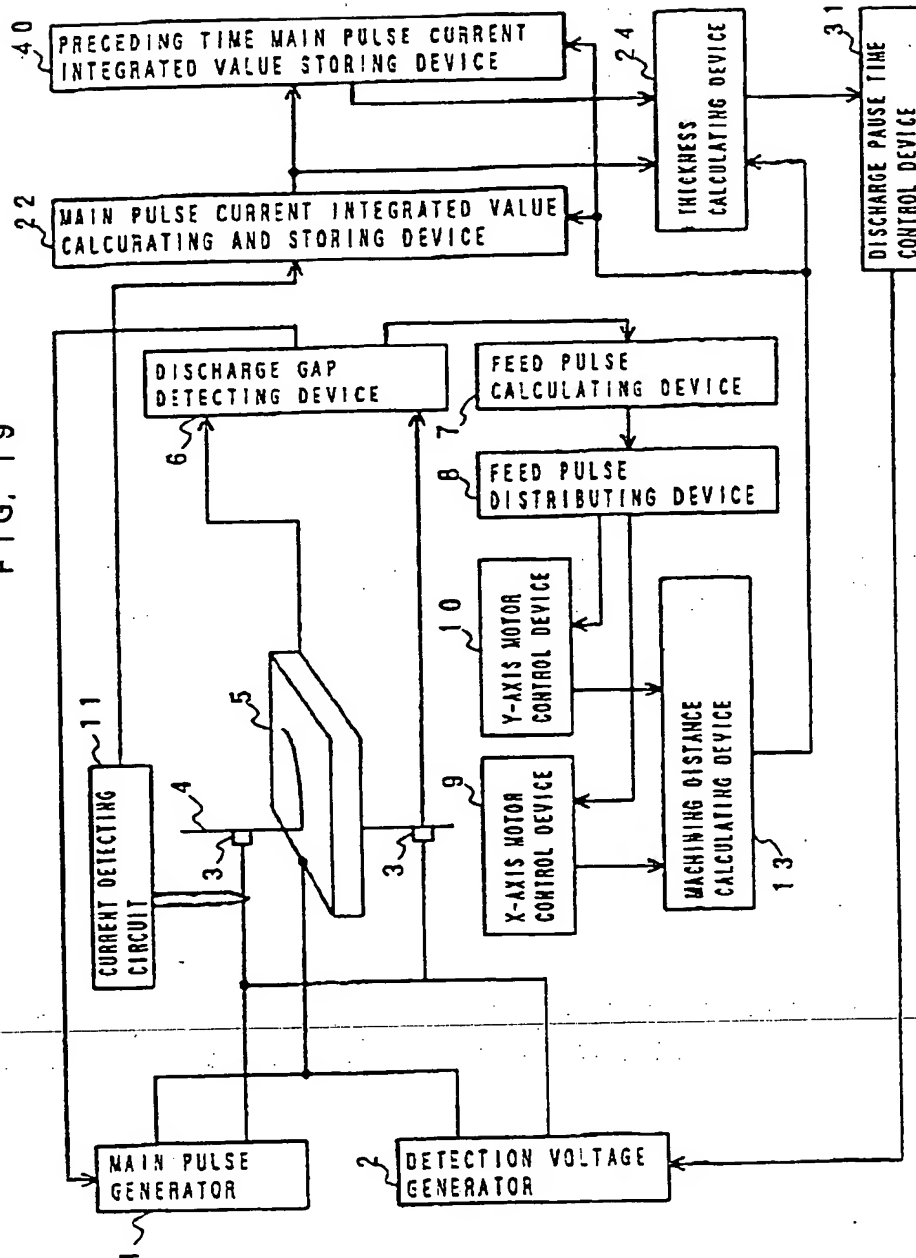 FIG. 19
40
PRECEDING TIME MAIN PULSE CURRENT
INTEGRATED VALUE STORING DEVICE
22
MAIN PULSE CURRENT INTEGRATED VALUE
CALCURATING AND STORING DEVICE
24
THICKNESS
CALCULATING DEVICE
31
DISCHARGE PAUSE TIME
CONTROL DEVICE
11
CURRENT DETECTING
CIRCUIT
DISCHARGE GAP
DETECTING DEVICE
6
FEED PULSE
CALCULATING DEVICE
7
FEED PULSE
DISTRIBUTING DEVICE
8
10
Y-AXIS MOTOR
CONTROL DEVICE
9
X-AXIS MOTOR
CONTROL DEVICE
MACHINING DISTANCE
CALCULATING DEVICE
13
4
5
3
3
MAIN PULSE
GENERATOR
1
2
DETECTION VOLTAGE
GENERATOR